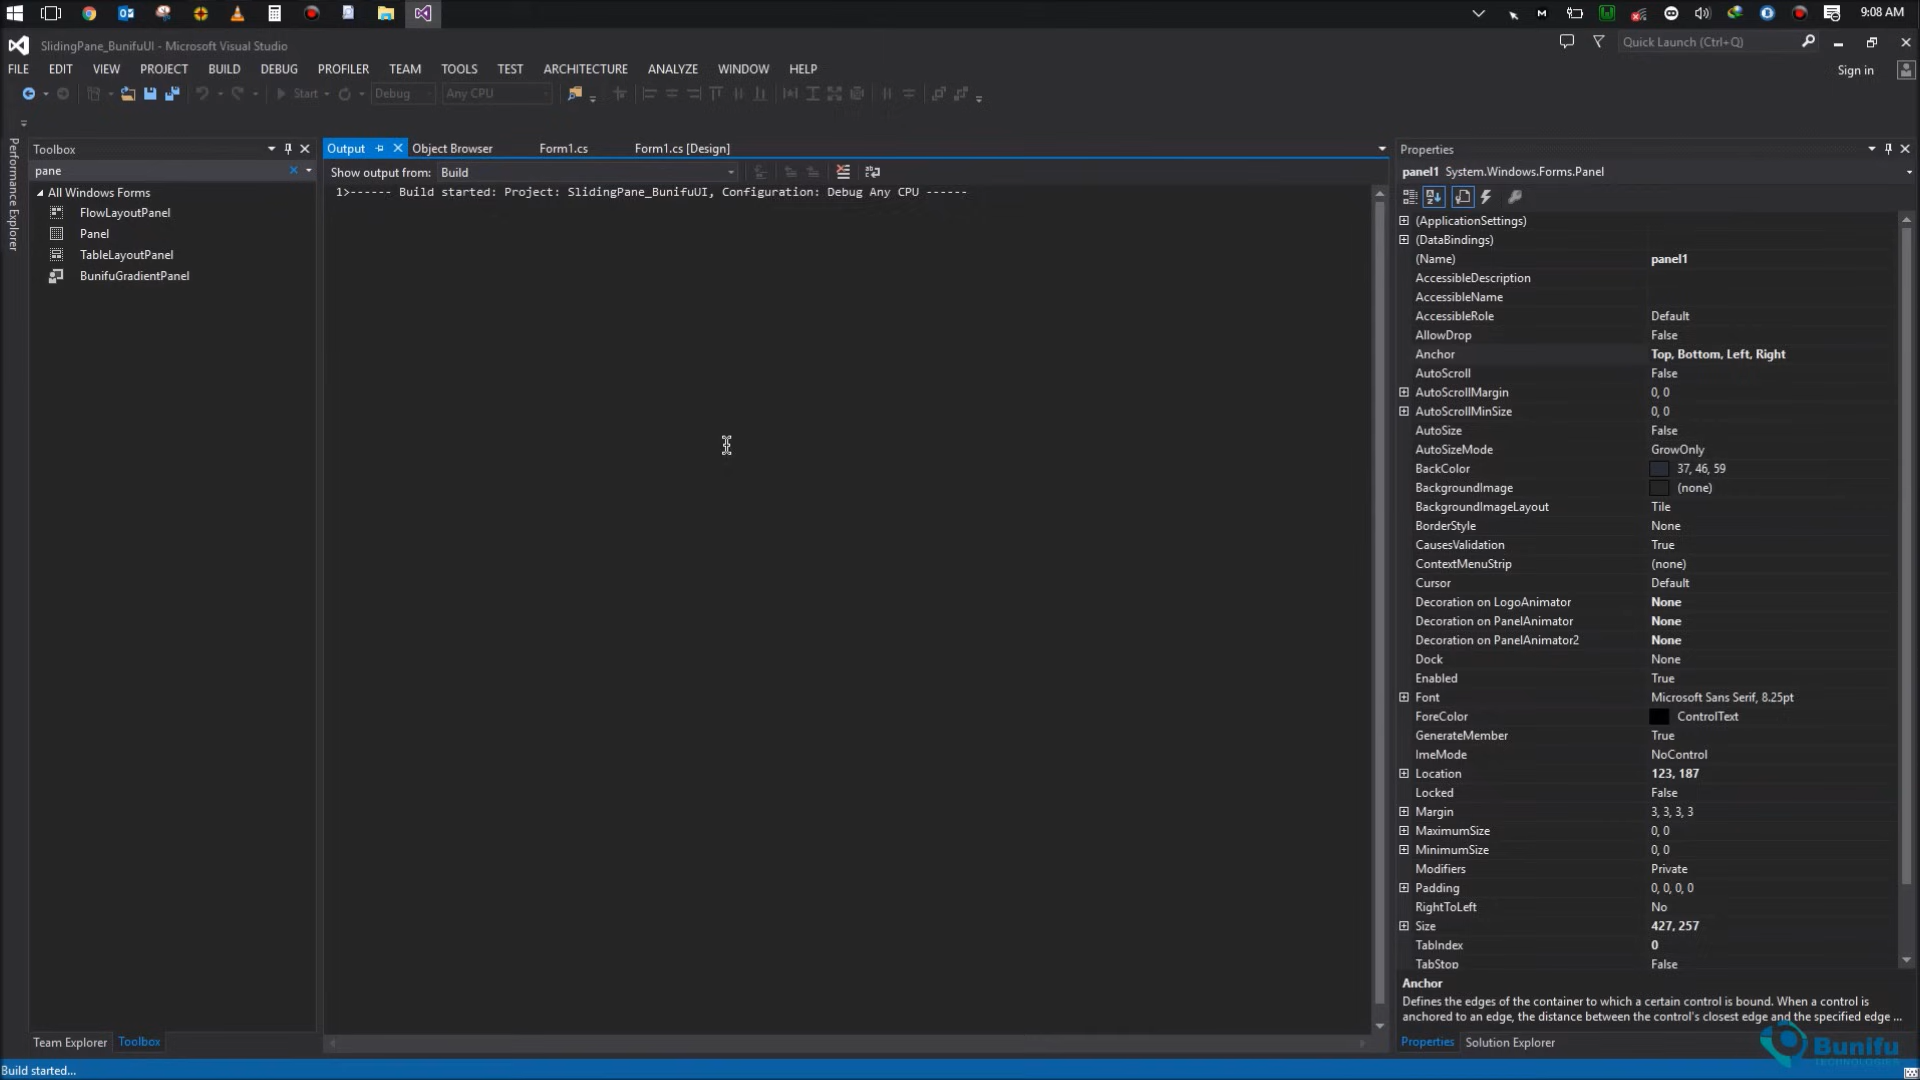 9:08 AM
SlidingPane_BunifuUI - Microsoft Visual Studio
Quick Launch (Ctrl+Q)
FILE EDIT VIEW PROJECT BUILD DEBUG PROFILER TEAM TOOLS TEST ARCHITECTURE ANALYZE WINDOW HELP
Sign in
Start Debug Any CPU
Performance Explorer
Toolbox
pane
All Windows Forms
FlowLayoutPanel
Panel
TableLayoutPanel
BunifuGradientPanel
Team Explorer Toolbox
Output Object Browser Form1.cs Form1.cs [Design]
Show output from: Build
1>------ Build started: Project: SlidingPane_BunifuUI, Configuration: Debug Any CPU ------
Properties
panel1 System.Windows.Forms.Panel
(ApplicationSettings)
(DataBindings)
(Name) panel1
AccessibleDescription
AccessibleName
AccessibleRole Default
AllowDrop False
Anchor Top, Bottom, Left, Right
AutoScroll False
AutoScrollMargin 0, 0
AutoScrollMinSize 0, 0
AutoSize False
AutoSizeMode GrowOnly
BackColor 37, 46, 59
BackgroundImage (none)
BackgroundImageLayout Tile
BorderStyle None
CausesValidation True
ContextMenuStrip (none)
Cursor Default
Decoration on LogoAnimator None
Decoration on PanelAnimator None
Decoration on PanelAnimator2 None
Dock None
Enabled True
Font Microsoft Sans Serif, 8.25pt
ForeColor ControlText
GenerateMember True
ImeMode NoControl
Location 123, 187
Locked False
Margin 3, 3, 3, 3
MaximumSize 0, 0
MinimumSize 0, 0
Modifiers Private
Padding 0, 0, 0, 0
RightToLeft No
Size 427, 257
TabIndex 0
TabStop False
Anchor
Defines the edges of the container to which a certain control is bound. When a control is
anchored to an edge, the distance between the control's closest edge and the specified edge ...
Properties Solution Explorer
Bunifu
TECHNOLOGIES
Build started...